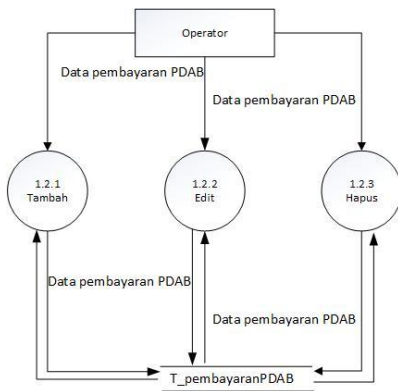 Operator
Data pembayaran PDAB
Data pembayaran PDAB
1.2.1
Tambah
1.2.2
Edit
1.2.3
Hapus
Data pembayaran PDAB
Data pembayaran PDAB
T_pembayaranPDAB